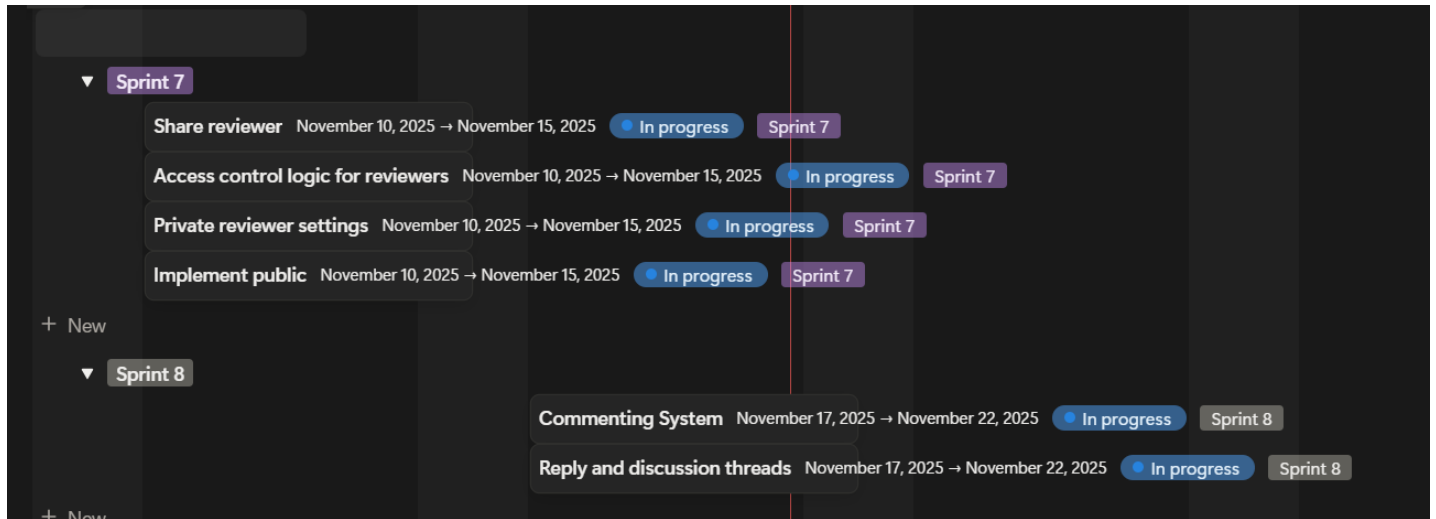 Sprint 7
Share reviewer November 10, 2025 → November 15, 2025 In progress Sprint 7
Access control logic for reviewers November 10, 2025 → November 15, 2025 In progress Sprint 7
Private reviewer settings November 10, 2025 → November 15, 2025 In progress Sprint 7
Implement public November 10, 2025 → November 15, 2025 In progress Sprint 7
+ New
Sprint 8
Commenting System November 17, 2025 → November 22, 2025 In progress Sprint 8
Reply and discussion threads November 17, 2025 → November 22, 2025 In progress Sprint 8
+ New